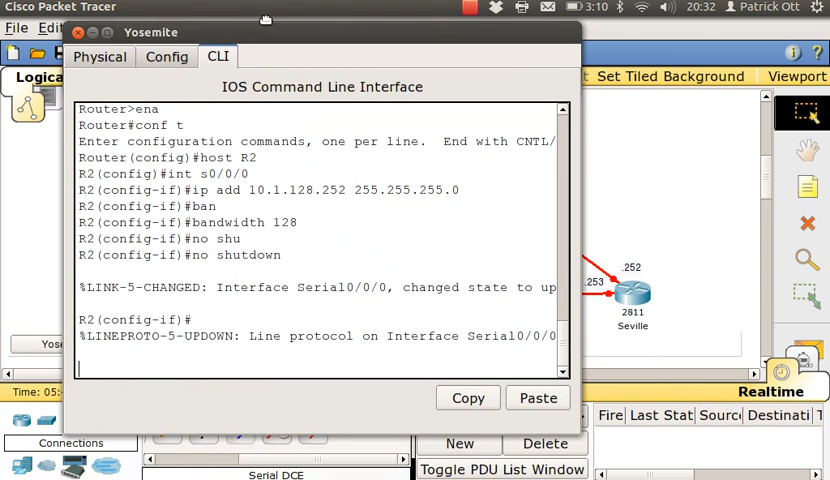 Cisco Packet Tracer
3:10
20:32
Patrick Ott
File Edi
Yosemite
Physical
Config
CLI
Logica
Set Tiled Background
Viewport
IOS Command Line Interface
Router>ena
Router#conf t
Enter configuration commands, one per line. End with CNTL/
Router(config)#host R2
R2(config)#int s0/0/0
R2(config-if)#ip add 10.1.128.252 255.255.255.0
R2(config-if)#ban
R2(config-if)#bandwidth 128
R2(config-if)#no shu
R2(config-if)#no shutdown
%LINK-5-CHANGED: Interface Serial0/0/0, changed state to up
R2(config-if)#
%LINEPROTO-5-UPDOWN: Line protocol on Interface Serial0/0/0
.252
.253
2811
Seville
Yose
Copy
Paste
Time: 05:
Realtime
Fire
Last Stat
Source
Destinati
Connections
New
Delete
Serial DCE
Toggle PDU List Window